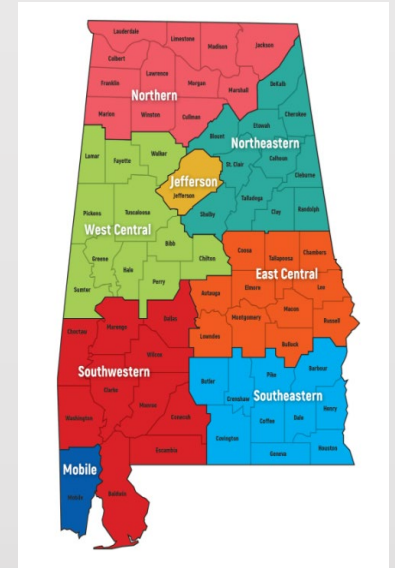 Lauderdale
Limestone
Madison
Jackson
Colbert
Lawrence
Franklin
Morgan
Marshall
DeKalb
Northern
Marion
Winston
Cullman
Cherokee
Etowah
Blount
Northeastern
Lamar
Fayette
Walker
St. Clair
Cleburne
Jefferson
Jefferson
Talladega
Randolph
Clay
Shelby
Pickens
Tuscaloosa
West Central
Bibb
Chilton
Coosa
Tallapoosa
Chambers
Greene
Hale
Perry
East Central
Sumter
Autauga
Elmore
Lee
Macon
Montgomery
Russell
Dallas
Marengo
Lowndes
Bullock
Wilcox
Southwestern
Butler
Pike
Barbour
Clarke
Crenshaw
Southeastern
Monroe
Henry
Washington
Conecuh
Coffee
Dale
Covington
Escambia
Geneva
Houston
Mobile
Mobile
Baldwin